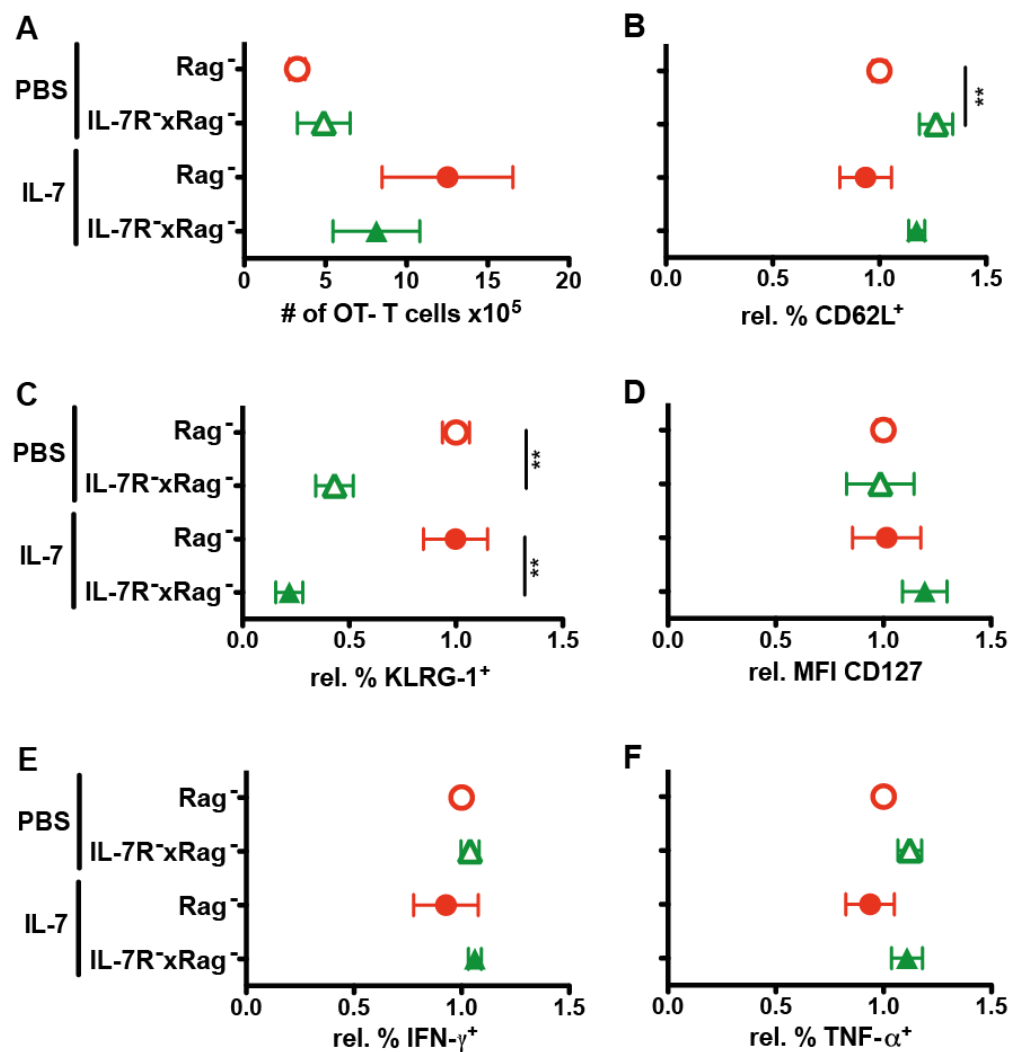 A
PBS
Rag⁻
IL-7R⁻xRag⁻
IL-7
Rag⁻
IL-7R⁻xRag⁻
0 5 10 15 20
# of OT- T cells x10⁵
B
**
0.0 0.5 1.0 1.5
rel. % CD62L⁺
C
PBS
Rag⁻
IL-7R⁻xRag⁻
IL-7
Rag⁻
IL-7R⁻xRag⁻
**
**
0.0 0.5 1.0 1.5
rel. % KLRG-1⁺
D
0.0 0.5 1.0 1.5
rel. MFI CD127
E
PBS
Rag⁻
IL-7R⁻xRag⁻
IL-7
Rag⁻
IL-7R⁻xRag⁻
0.0 0.5 1.0 1.5
rel. % IFN-γ⁺
F
0.0 0.5 1.0 1.5
rel. % TNF-α⁺